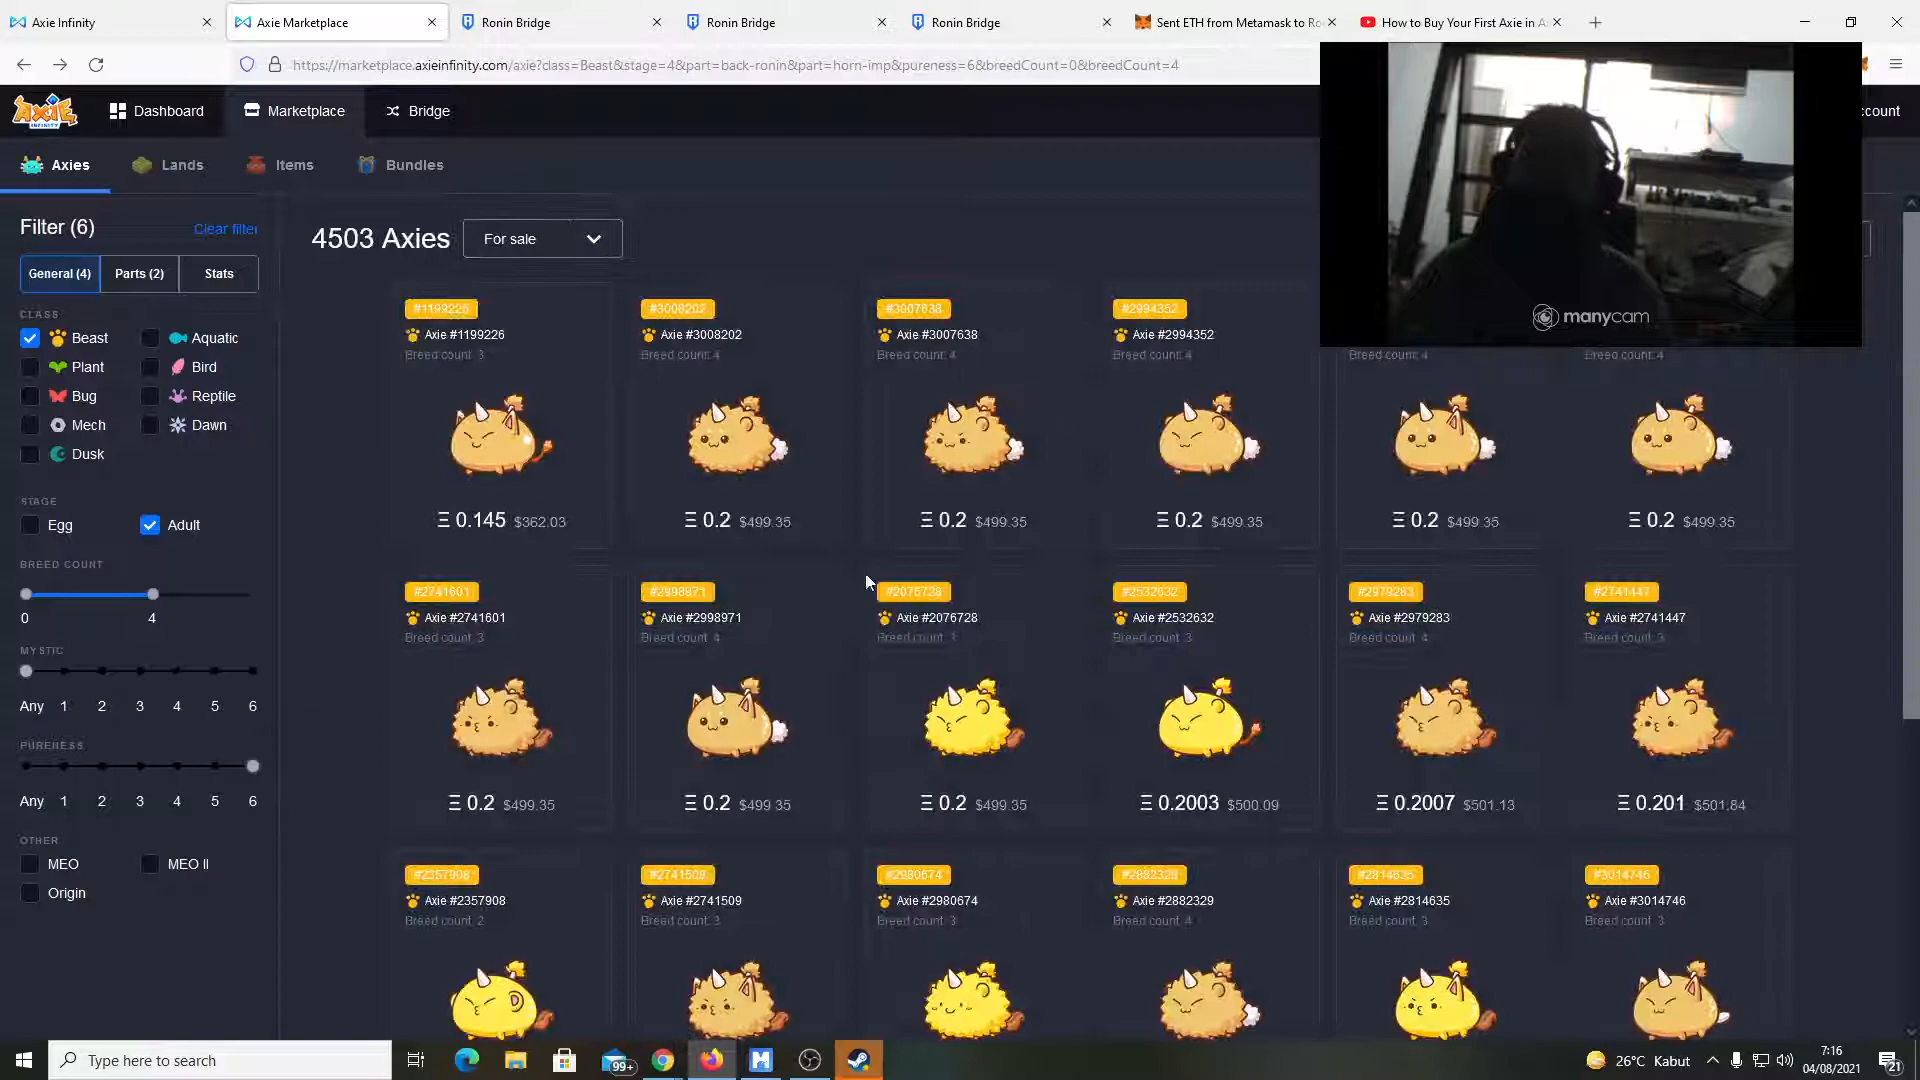 Axie Infinity
Axie Marketplace
Ronin Bridge
Ronin Bridge
Ronin Bridge
Sent ETH from Metamask to Ro
How to Buy Your First Axie in A
https://marketplace.axieinfinity.com/axie?class=Beast&stage=4&part=back-ronin&part=horn-imp&pureness=6&breedCount=0&breedCount=4
AXIE INFINITY
Dashboard
Marketplace
Bridge
count
Axies
Lands
Items
Bundles
manycam
Filter (6)
Clear filter
General (4)
Parts (2)
Stats
CLASS
Beast
Aquatic
Plant
Bird
Bug
Reptile
Mech
Dawn
Dusk
STAGE
Egg
Adult
BREED COUNT
0
4
MYSTIC
Any 1 2 3 4 5 6
PURENESS
Any 1 2 3 4 5 6
OTHER
MEO
MEO II
Origin
4503 Axies
For sale
#1199226
Axie #1199226
Breed count: 3
Ξ 0.145 $362.03
#3008202
Axie #3008202
Breed count: 4
Ξ 0.2 $499.35
#3007638
Axie #3007638
Breed count: 4
Ξ 0.2 $499.35
#2994352
Axie #2994352
Breed count: 4
Ξ 0.2 $499.35
Breed count: 4
Ξ 0.2 $499.35
Breed count: 4
Ξ 0.2 $499.35
#2741601
Axie #2741601
Breed count: 3
Ξ 0.2 $499.35
#2998971
Axie #2998971
Breed count: 4
Ξ 0.2 $499.35
#2076728
Axie #2076728
Breed count:
Ξ 0.2 $499.35
#2532632
Axie #2532632
Breed count: 3
Ξ 0.2003 $500.09
#2979283
Axie #2979283
Breed count: 4
Ξ 0.2007 $501.13
#2741447
Axie #2741447
Breed count: 3
Ξ 0.201 $501.84
#2357908
Axie #2357908
Breed count: 2
#2741509
Axie #2741509
Breed count: 3
#2980674
Axie #2980674
Breed count: 3
#2882329
Axie #2882329
Breed count: 4
#2814635
Axie #2814635
Breed count: 3
#3014746
Axie #3014746
Breed count: 3
Type here to search
99+
26°C Kabut
7:16
04/08/2021
21